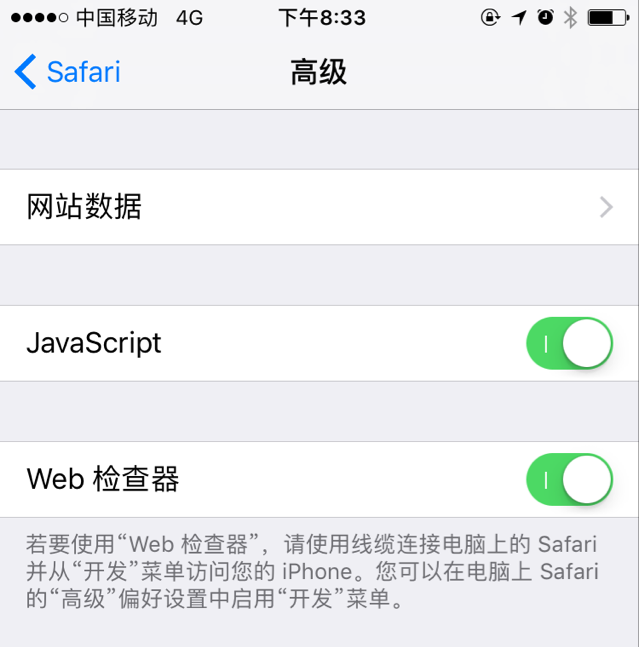 中国移动 4G 下午8:33
Safari 高级
网站数据
JavaScript
Web 检查器
若要使用“Web 检查器”，请使用线缆连接电脑上的 Safari
并从“开发”菜单访问您的 iPhone。您可以在电脑上 Safari
的“高级”偏好设置中启用“开发”菜单。